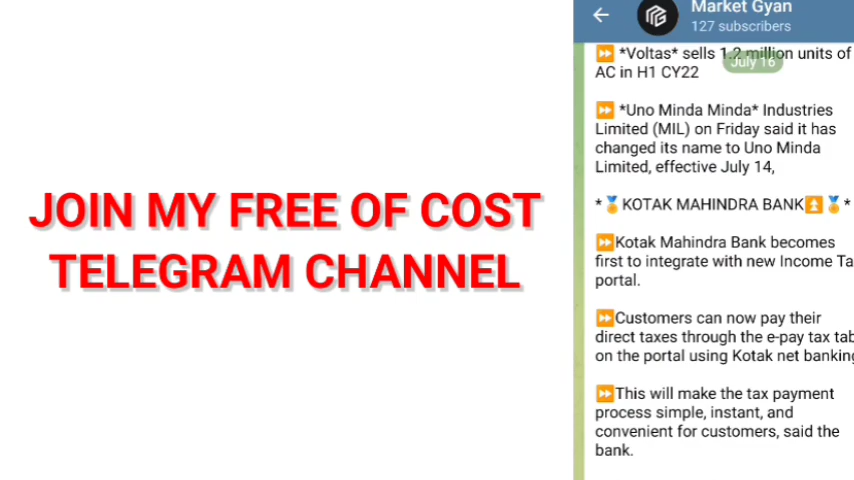 JOIN MY FREE OF COST
TELEGRAM CHANNEL
Market Gyan
127 subscribers
⏩ *Voltas* sells 1.2 million units of
July 16
AC in H1 CY22
⏩ *Uno Minda Minda* Industries
Limited (MIL) on Friday said it has
changed its name to Uno Minda
Limited, effective July 14,
*🏅KOTAK MAHINDRA BANK⏫🏅*
⏩Kotak Mahindra Bank becomes
first to integrate with new Income Ta
portal.
⏩Customers can now pay their
direct taxes through the e-pay tax tab
on the portal using Kotak net banking
⏩This will make the tax payment
process simple, instant, and
convenient for customers, said the
bank.